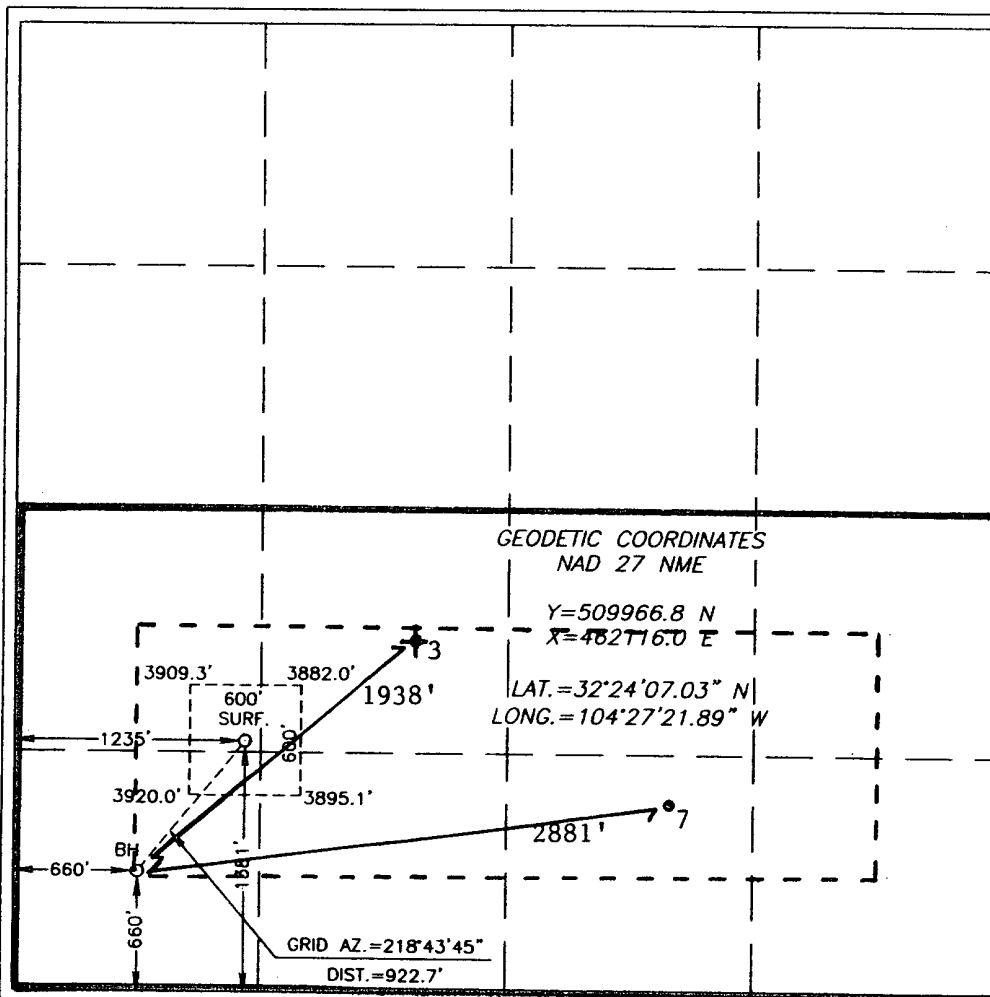 GEODETIC COORDINATES
NAD 27 NME
Y=509966.8 N
X=462116.0 E
LAT.=32°24'07.03" N
LONG.=104°27'21.89" W
3909.3'
3882.0'
3
600'
SURF.
1938'
1235'
600'
3920.0'
3895.1'
7
2881'
BH
660'
1381'
660'
GRID AZ.=218°43'45"
DIST.=922.7'